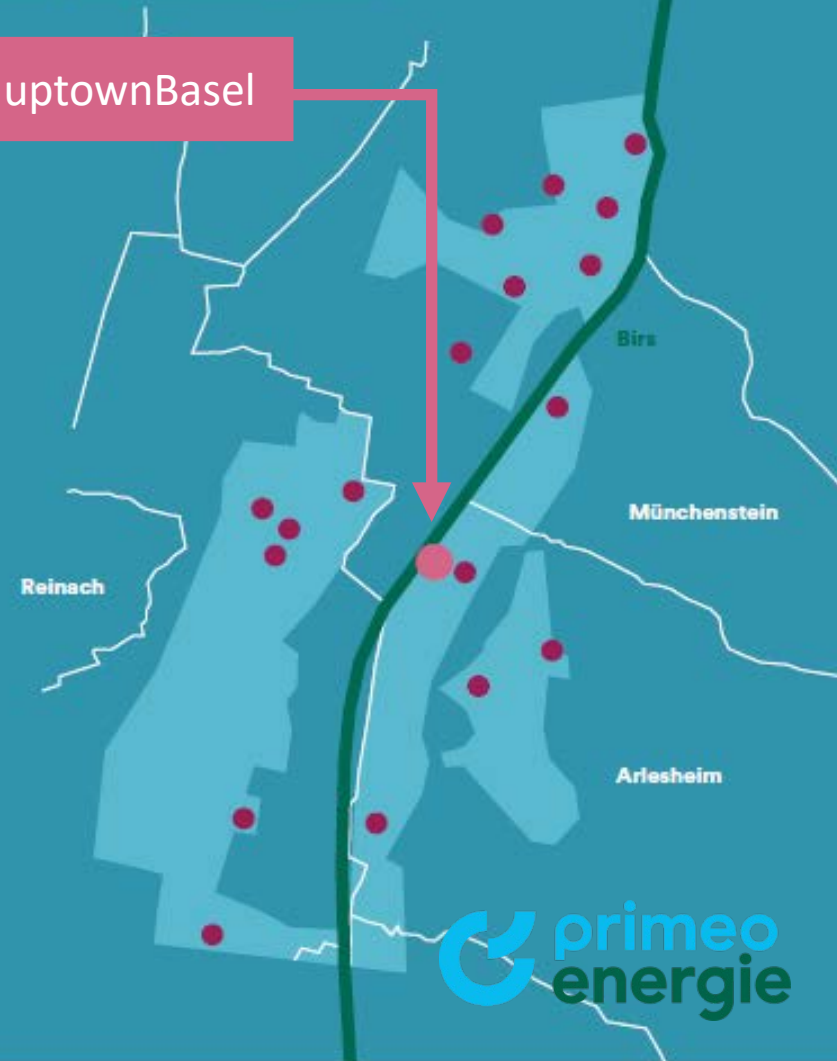 uptownBasel
Birs
Münchenstein
Reinach
Arlesheim
primeo
energie